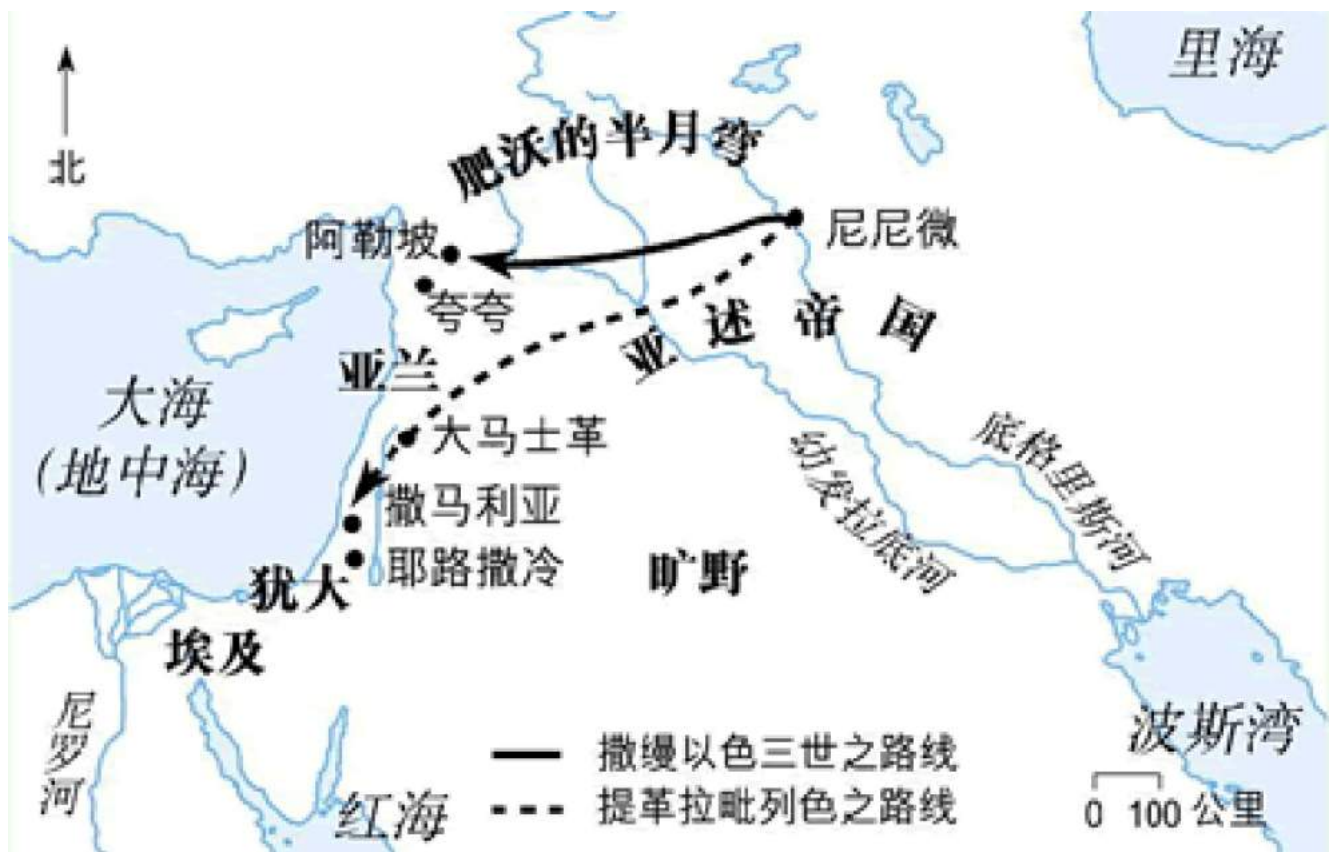 里海
北
肥沃的半月弯
阿勒坡
尼尼微
夸夸
亚述帝国
亚兰
大海
(地中海)
大马士革
底格里斯河
幼发拉底河
撒马利亚
耶路撒冷
犹大
旷野
埃及
尼罗河
波斯湾
红海
撒缦以色三世之路线
提革拉毗列色之路线
0 100 公里